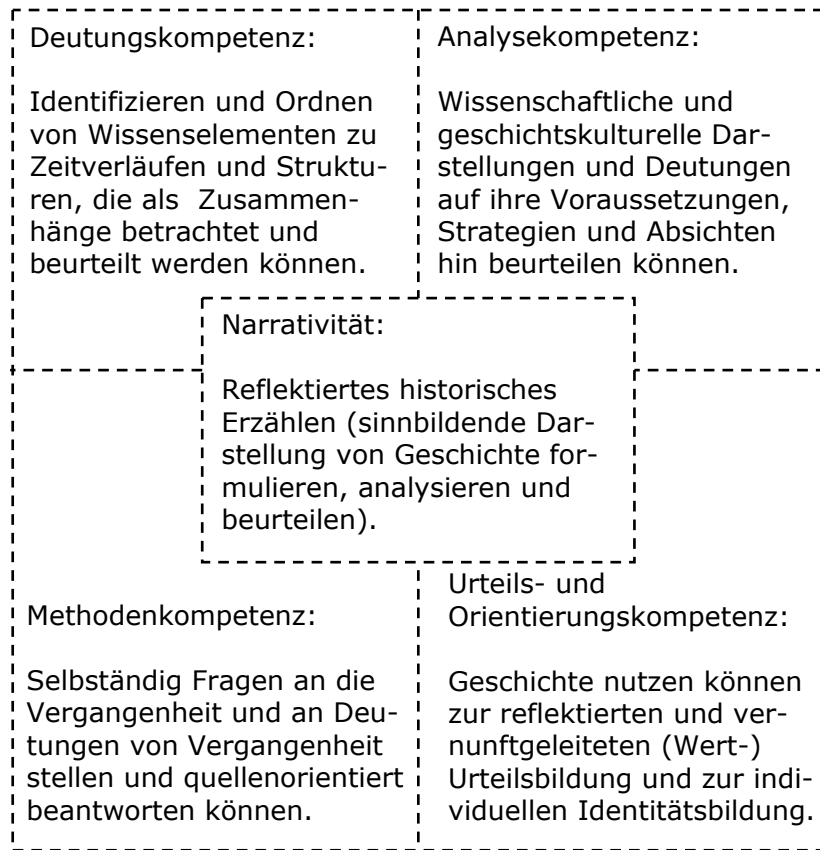 Deutungskompetenz:
Identifizieren und Ordnen
von Wissenselementen zu
Zeitverläufen und Struktu-
ren, die als  Zusammen-
hänge betrachtet und
beurteilt werden können.
Analysekompetenz:
Wissenschaftliche und
geschichtskulturelle Dar-
stellungen und Deutungen
auf ihre Voraussetzungen,
Strategien und Absichten
hin beurteilen können.
Narrativität:
Reflektiertes historisches
Erzählen (sinnbildende Dar-
stellung von Geschichte for-
mulieren, analysieren und
beurteilen).
Methodenkompetenz:
Selbständig Fragen an die
Vergangenheit und an Deu-
tungen von Vergangenheit
stellen und quellenorientiert
beantworten können.
Urteils- und
Orientierungskompetenz:
Geschichte nutzen können
zur reflektierten und ver-
nunftgeleiteten (Wert-)
Urteilsbildung und zur indi-
viduellen Identitätsbildung.